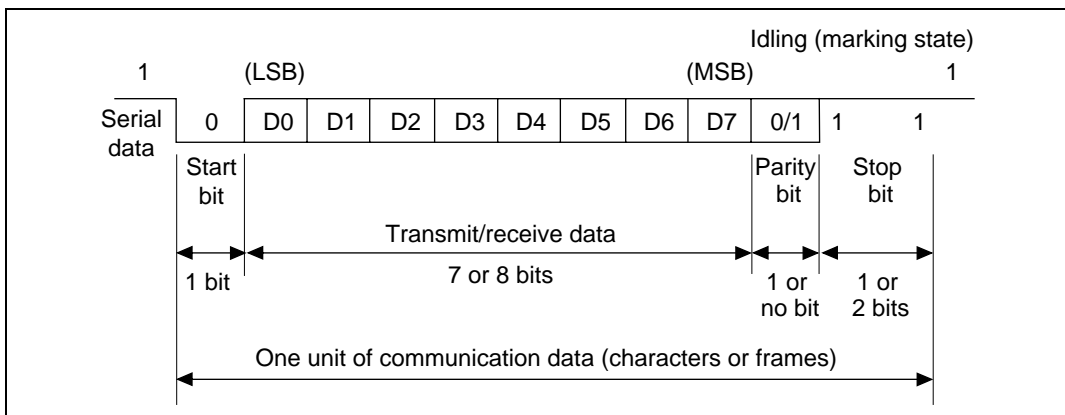 Idling (marking state)
1 (LSB) (MSB) 1
Serial data 0 D0 D1 D2 D3 D4 D5 D6 D7 0/1 1 1
Start bit Parity bit Stop bit
Transmit/receive data
1 bit 7 or 8 bits 1 or no bit 1 or 2 bits
One unit of communication data (characters or frames)